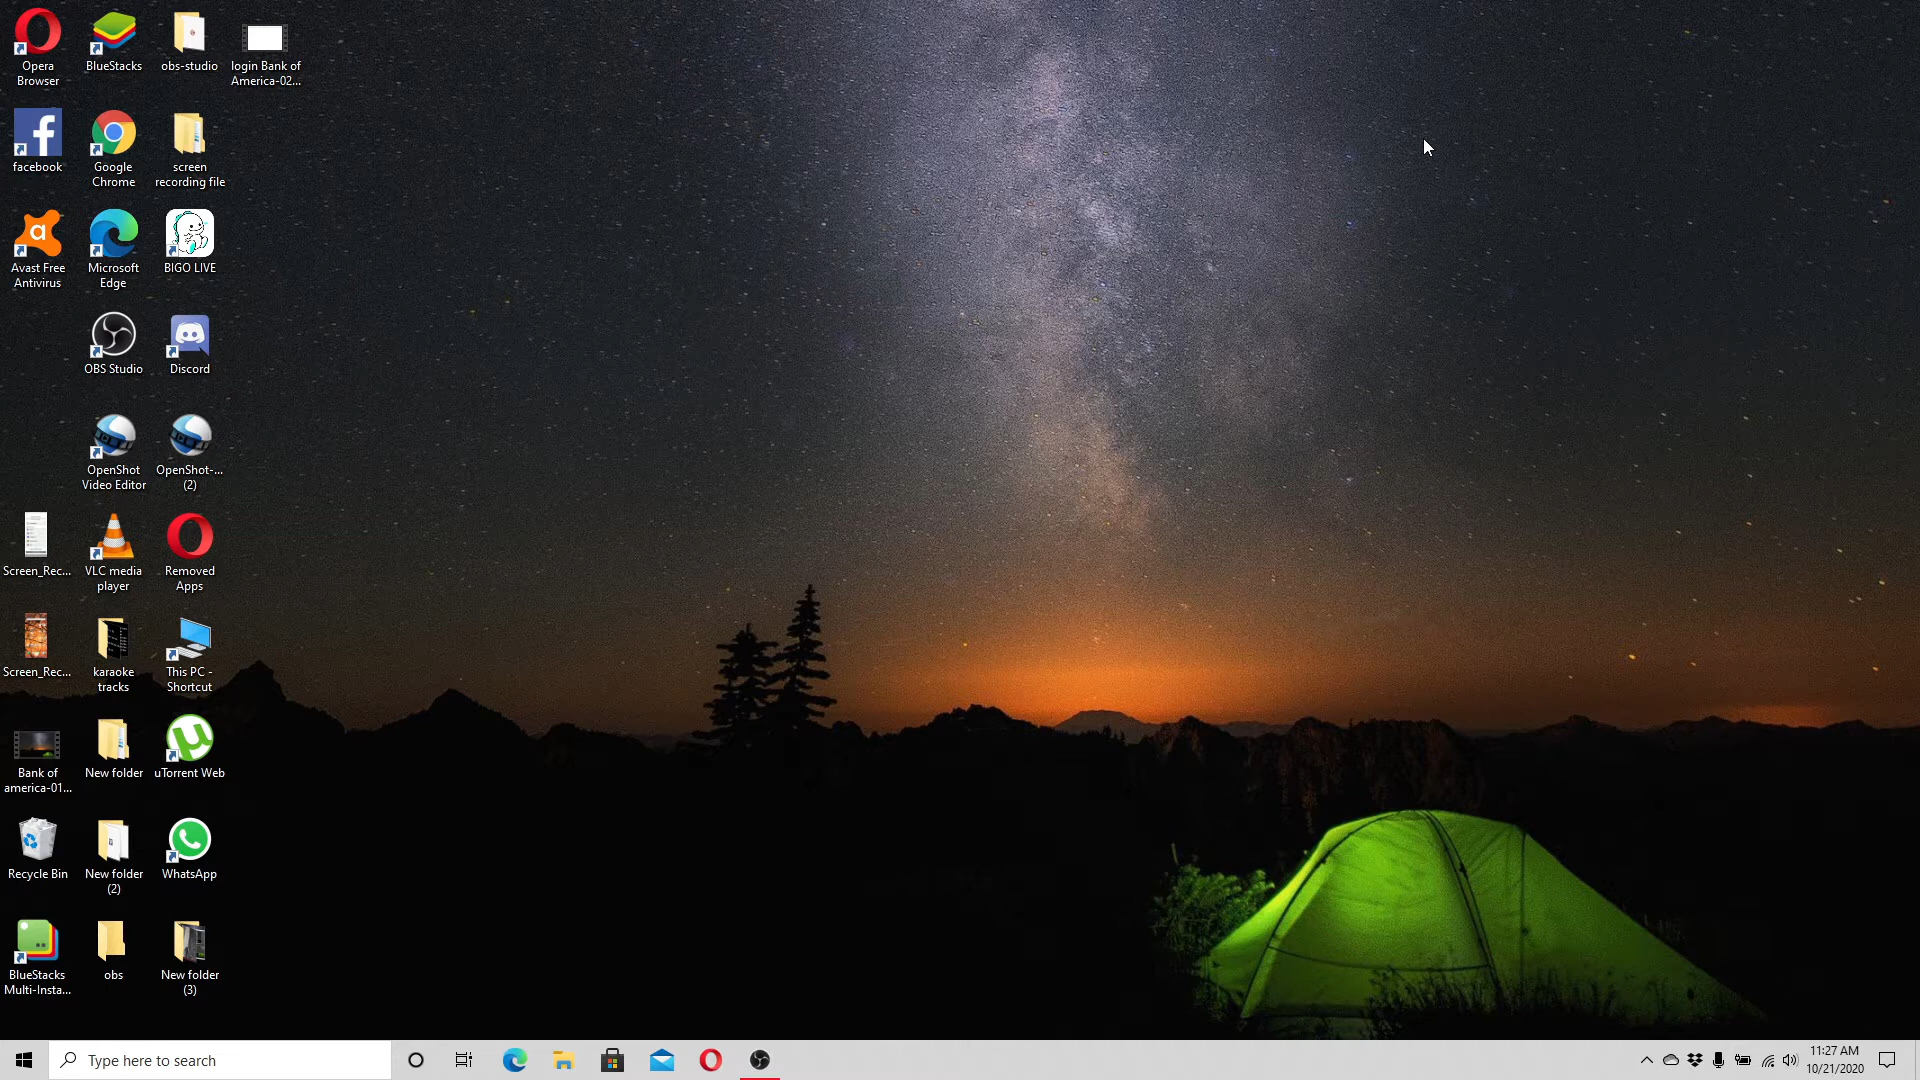 Opera
Browser
BlueStacks
obs-studio
login Bank of
America-02...
facebook
Google
Chrome
screen
recording file
Avast Free
Antivirus
Microsoft
Edge
BIGO LIVE
OBS Studio
Discord
OpenShot
Video Editor
OpenShot-...
(2)
Screen_Rec...
VLC media
player
Removed
Apps
Screen_Rec...
karaoke
tracks
This PC -
Shortcut
Bank of
america-01...
New folder
uTorrent Web
Recycle Bin
New folder
(2)
WhatsApp
BlueStacks
Multi-Insta...
obs
New folder
(3)
Type here to search
11:27 AM
10/21/2020